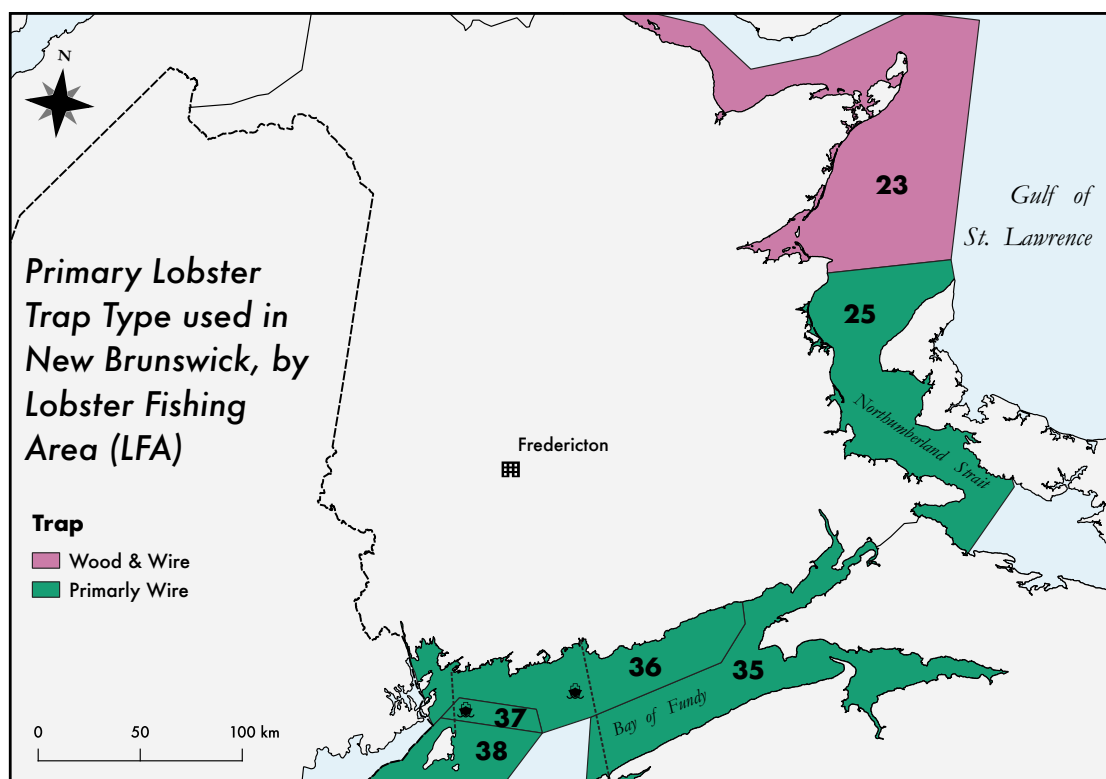 N
23
Gulf of
St. Lawrence
Primary Lobster
Trap Type used in
New Brunswick, by
Lobster Fishing
Area (LFA)
25
Northumberland Strait
Fredericton
Trap
Wood & Wire
Primarly Wire
36
35
Bay of Fundy
37
38
0 50 100 km